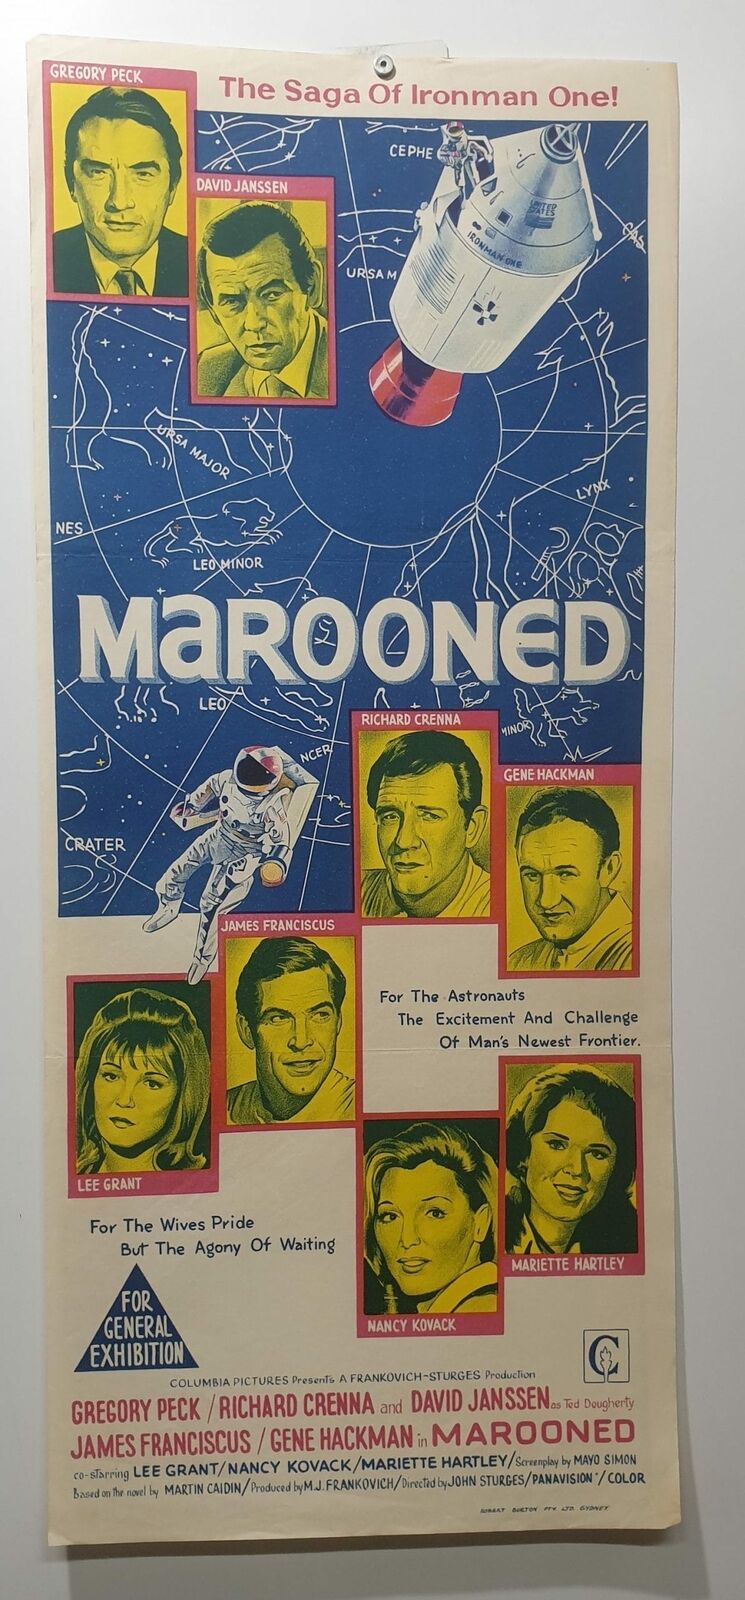 GREGORY PECK
The Saga Of Ironman One!
DAVID JANSSEN
CEPHE
UNITED STATES
IRONMAN ONE
CAS
URSA M
URSA MAJOR
LYNX
NES
LEO MINOR
MAROONED
LEO
RICHARD CRENNA
MINOR
NCER
GENE HACKMAN
CRATER
JAMES FRANCISCUS
For The Astronauts
The Excitement And Challenge
Of Man's Newest Frontier.
LEE GRANT
For The Wives Pride
But The Agony Of Waiting
MARIETTE HARTLEY
NANCY KOVACK
FOR
GENERAL
EXHIBITION
C
COLUMBIA PICTURES Presents A FRANKOVICH-STURGES Production
GREGORY PECK / RICHARD CRENNA and DAVID JANSSEN as Ted Dougherty
JAMES FRANCISCUS / GENE HACKMAN in MAROONED
co-starring LEE GRANT/NANCY KOVACK/MARIETTE HARTLEY/Screenplay by MAYO SIMON
Based on the novel by MARTIN CAIDIN/Produced by M.J. FRANKOVICH/Directed by JOHN STURGES/PANAVISION®/COLOR
ROBERT BURTON PTY. LTD. SYDNEY